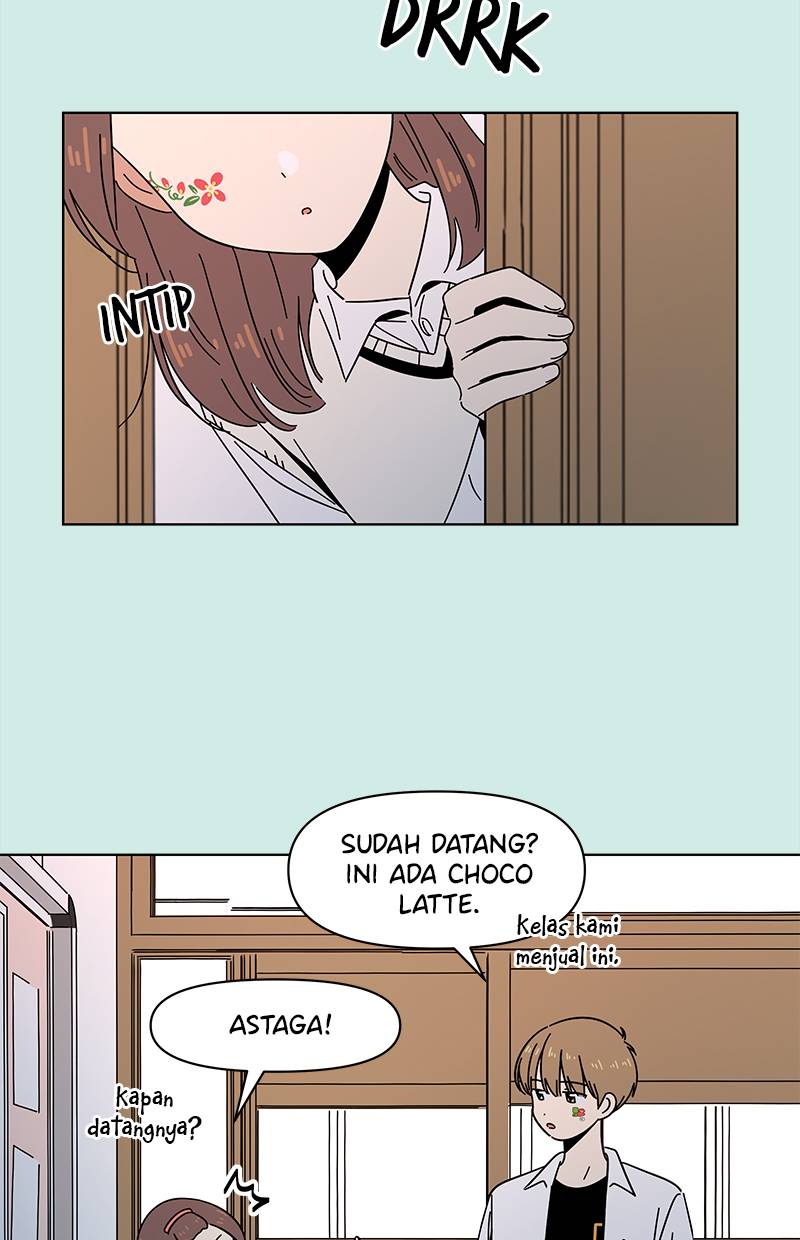 DRRK
INTIP
SUDAH DATANG?
INI ADA CHOCO
LATTE.
Kelas kami
menjual ini.
ASTAGA!
kapan
datangnya?